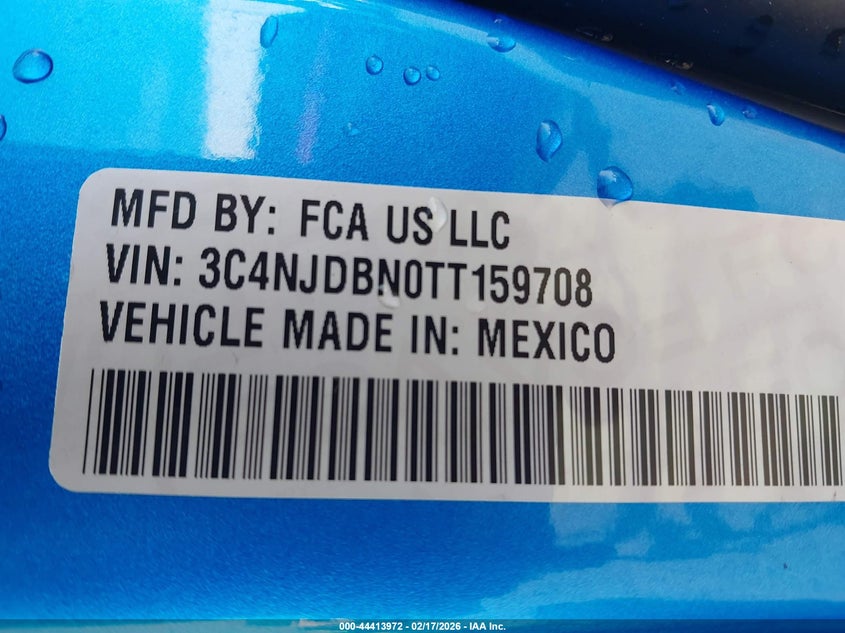 MFD BY: FCA US LLC
VIN: 3C4NJDBN0TT159708
VEHICLE MADE IN: MEXICO
000-44413972 - 02/17/2026 - IAA Inc.